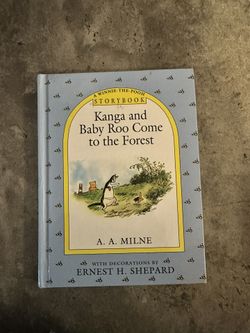 A WINNIE-THE-POOH
STORYBOOK
Kanga and
Baby Roo Come
to the Forest
A. A. MILNE
WITH DECORATIONS BY
ERNEST H. SHEPARD